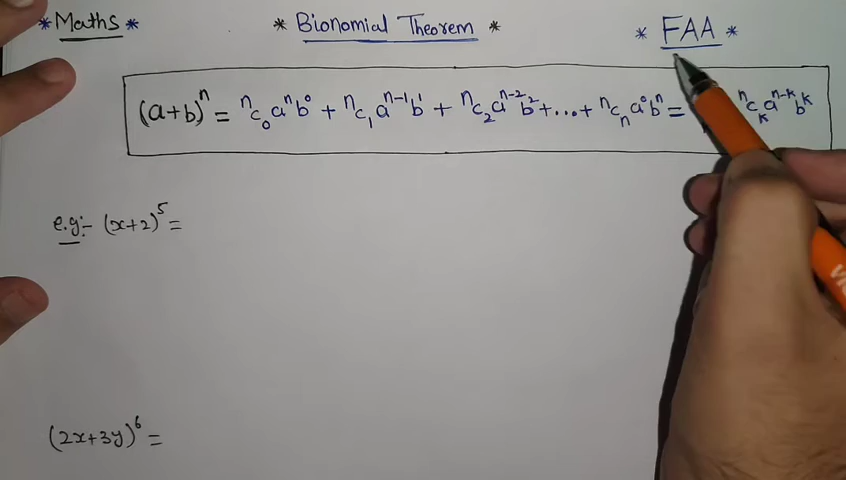 *Maths* * Bionomial Theorem * * FAA *
(a+b)ⁿ = ⁿC₀aⁿb⁰ + ⁿC₁aⁿ⁻¹b¹ + ⁿC₂aⁿ⁻²b² + ... + ⁿCₙa⁰bⁿ = ⁿCₖaⁿ⁻ᵏbᵏ
e.g:- (x+2)⁵ =
(2x+3y)⁶ =